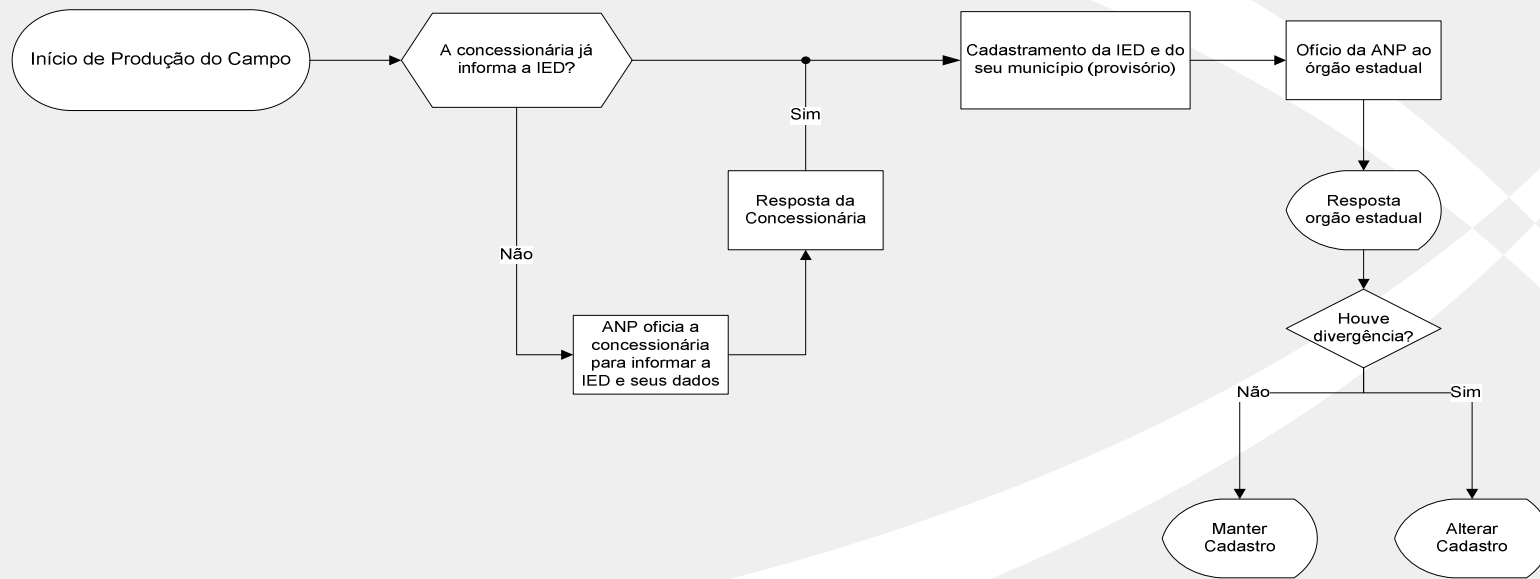 Início de Produção do Campo
A concessionária já
informa a IED?
Cadastramento da IED e do
seu município (provisório)
Ofício da ANP ao
órgão estadual
Sim
Resposta da
Concessionária
Resposta
orgão estadual
Não
ANP oficia a
concessionária
para informar a
IED e seus dados
Houve
divergência?
Não
Sim
Manter
Cadastro
Alterar
Cadastro